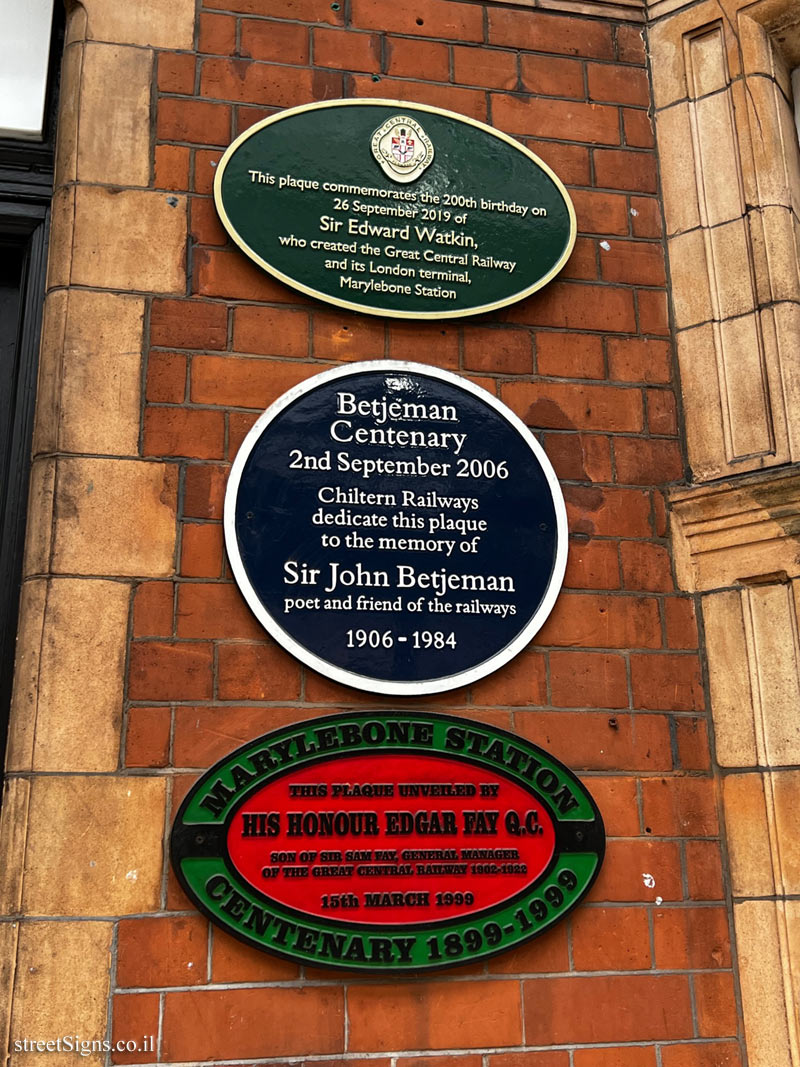 GREAT · CENTRAL · RAILWAY
This plaque commemorates the 200th birthday on
26 September 2019 of
Sir Edward Watkin,
who created the Great Central Railway
and its London terminal,
Marylebone Station
Betjeman
Centenary
2nd September 2006
Chiltern Railways
dedicate this plaque
to the memory of
Sir John Betjeman
poet and friend of the railways
1906 - 1984
MARYLEBONE STATION
THIS PLAQUE UNVEILED BY
HIS HONOUR EDGAR FAY Q.C.
SON OF SIR SAM FAY, GENERAL MANAGER
OF THE GREAT CENTRAL RAILWAY 1902-1922
15th MARCH 1999
CENTENARY 1899-1999
streetSigns.co.il